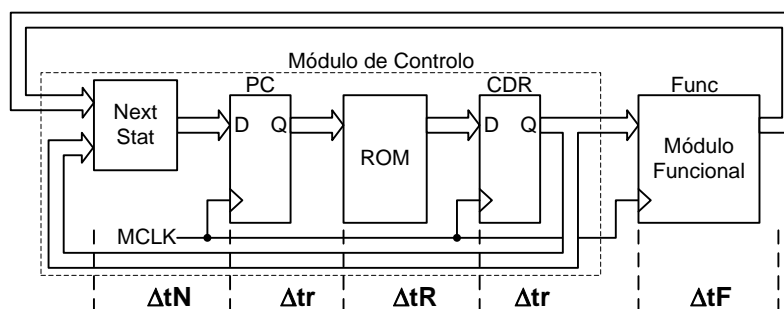 Módulo de Controlo
PC
CDR
Func
Next
Stat
D Q
ROM
D Q
Módulo
Funcional
MCLK
ΔtN
Δtr
ΔtR
Δtr
ΔtF